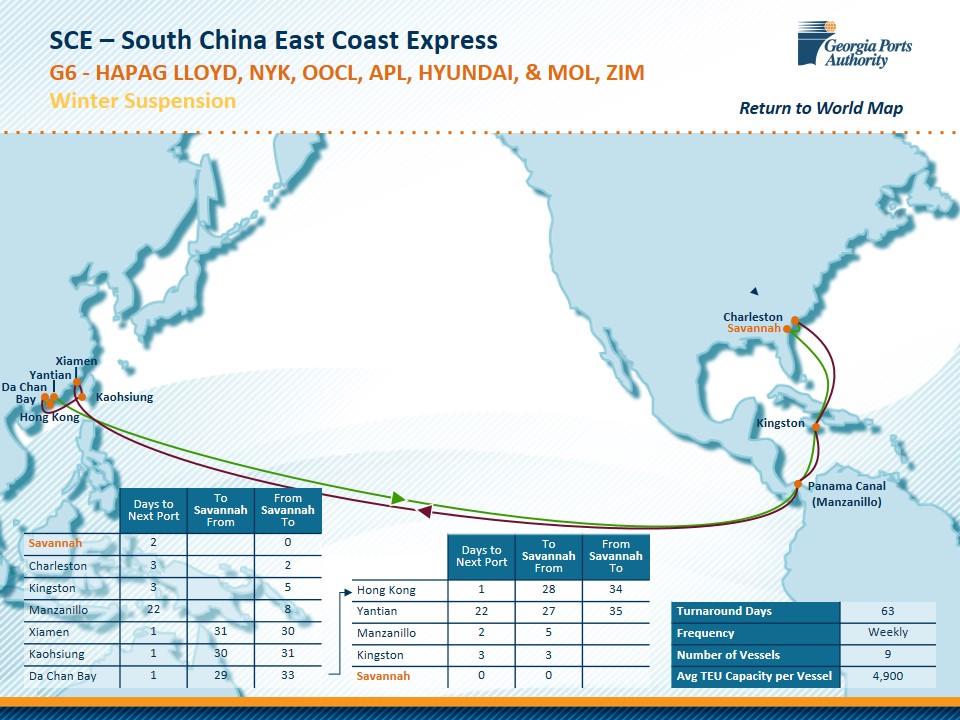 SCE – South China East Coast Express
G6 - HAPAG LLOYD, NYK, OOCL, APL, HYUNDAI, & MOL, ZIM
Winter Suspension
Georgia Ports
Authority
Return to World Map
Charleston
Savannah
Xiamen
Yantian
Da Chan
Bay
Kaohsiung
Hong Kong
Kingston
Panama Canal
(Manzanillo)
Days to Next Port | To Savannah From | From Savannah To
Savannah 2 0
Charleston 3 2
Kingston 3 5
Manzanillo 22 8
Xiamen 1 31 30
Kaohsiung 1 30 31
Da Chan Bay 1 29 33
Days to Next Port | To Savannah From | From Savannah To
Hong Kong 1 28 34
Yantian 22 27 35
Manzanillo 2 5
Kingston 3 3
Savannah 0 0
Turnaround Days 63
Frequency Weekly
Number of Vessels 9
Avg TEU Capacity per Vessel 4,900